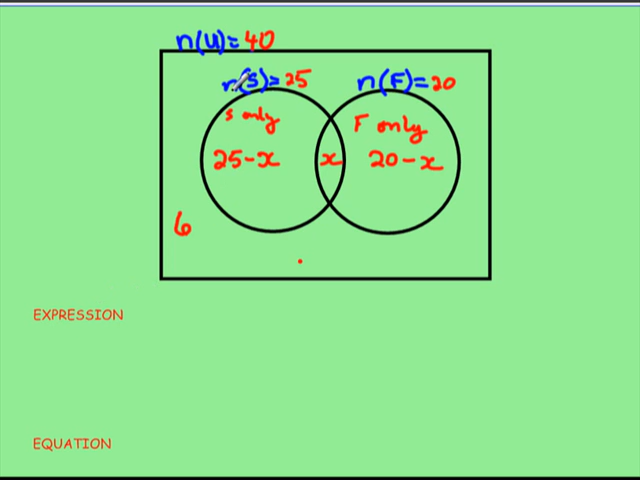 n(U)= 40
n(S)= 25 n(F)= 20
S only F only
25-x x 20-x
6
EXPRESSION
EQUATION